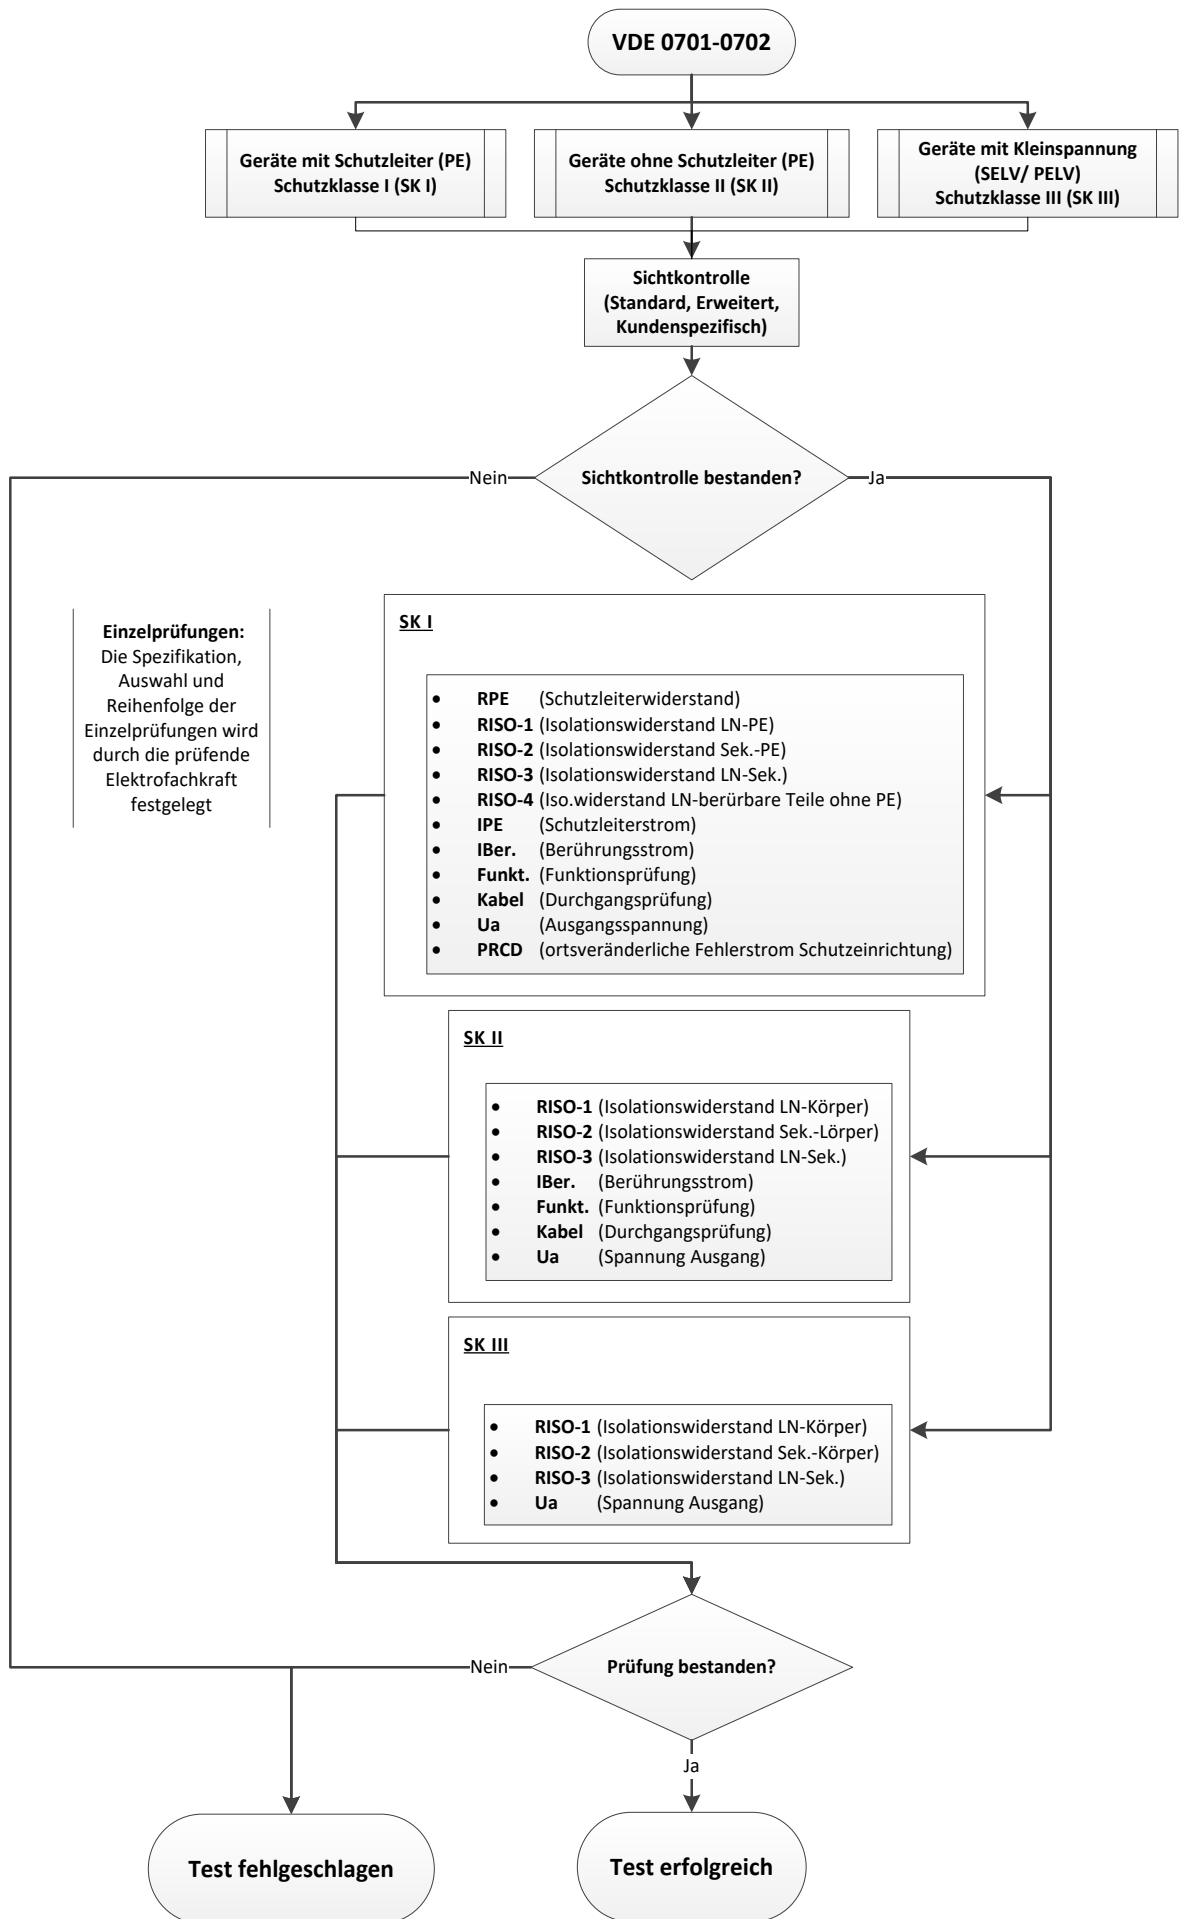 VDE 0701-0702
Geräte mit Schutzleiter (PE)
Schutzklasse I (SK I)
Geräte ohne Schutzleiter (PE)
Schutzklasse II (SK II)
Geräte mit Kleinspannung
(SELV/ PELV)
Schutzklasse III (SK III)
Sichtkontrolle
(Standard, Erweitert,
Kundenspezifisch)
Nein
Sichtkontrolle bestanden?
Ja
Einzelprüfungen:
Die Spezifikation,
Auswahl und
Reihenfolge der
Einzelprüfungen wird
durch die prüfende
Elektrofachkraft
festgelegt
SK I
• RPE (Schutzleiterwiderstand)
• RISO-1 (Isolationswiderstand LN-PE)
• RISO-2 (Isolationswiderstand Sek.-PE)
• RISO-3 (Isolationswiderstand LN-Sek.)
• RISO-4 (Iso.widerstand LN-berürbare Teile ohne PE)
• IPE (Schutzleiterstrom)
• IBer. (Berührungsstrom)
• Funkt. (Funktionsprüfung)
• Kabel (Durchgangsprüfung)
• Ua (Ausgangsspannung)
• PRCD (ortsveränderliche Fehlerstrom Schutzeinrichtung)
SK II
• RISO-1 (Isolationswiderstand LN-Körper)
• RISO-2 (Isolationswiderstand Sek.-Lörper)
• RISO-3 (Isolationswiderstand LN-Sek.)
• IBer. (Berührungsstrom)
• Funkt. (Funktionsprüfung)
• Kabel (Durchgangsprüfung)
• Ua (Spannung Ausgang)
SK III
• RISO-1 (Isolationswiderstand LN-Körper)
• RISO-2 (Isolationswiderstand Sek.-Körper)
• RISO-3 (Isolationswiderstand LN-Sek.)
• Ua (Spannung Ausgang)
Nein
Prüfung bestanden?
Ja
Test fehlgeschlagen
Test erfolgreich